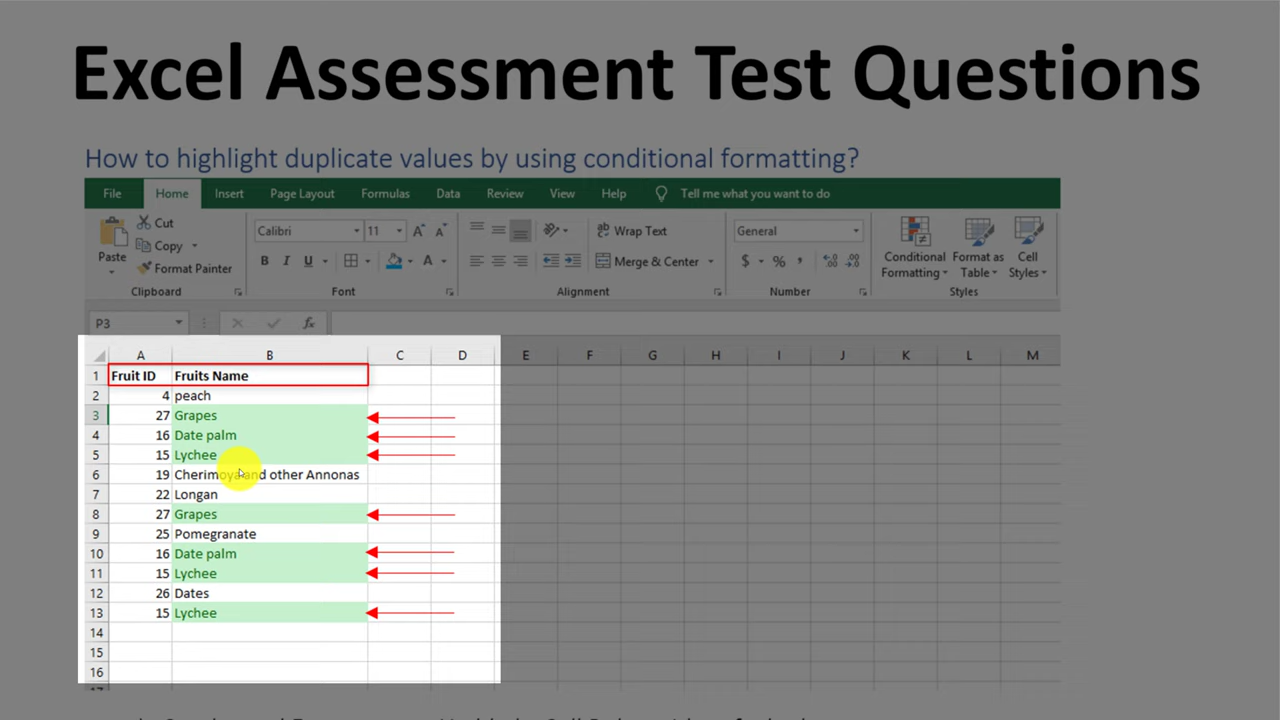 Excel Assessment Test Questions
How to highlight duplicate values by using conditional formatting?
File Home Insert Page Layout Formulas Data Review View Help Tell me what you want to do
Cut
Copy
Format Painter
Paste
Clipboard
Calibri 11
B I U
Font
Wrap Text
Merge & Center
Alignment
General
$ % ,
Number
Conditional Formatting
Format as Table
Cell Styles
Styles
P3 fx
A B C D E F G H I J K L M
1 Fruit ID Fruits Name
2 4 peach
3 27 Grapes
4 16 Date palm
5 15 Lychee
6 19 Cherimoya and other Annonas
7 22 Longan
8 27 Grapes
9 25 Pomegranate
10 16 Date palm
11 15 Lychee
12 26 Dates
13 15 Lychee
14
15
16